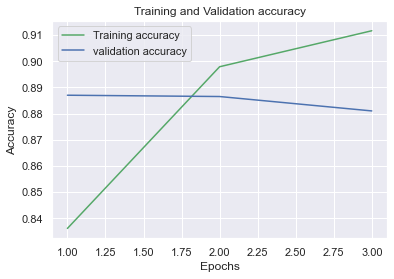 Training and Validation accuracy
Training accuracy
validation accuracy
0.91
0.90
0.89
0.88
0.87
0.86
0.85
0.84
Accuracy
1.00 1.25 1.50 1.75 2.00 2.25 2.50 2.75 3.00
Epochs